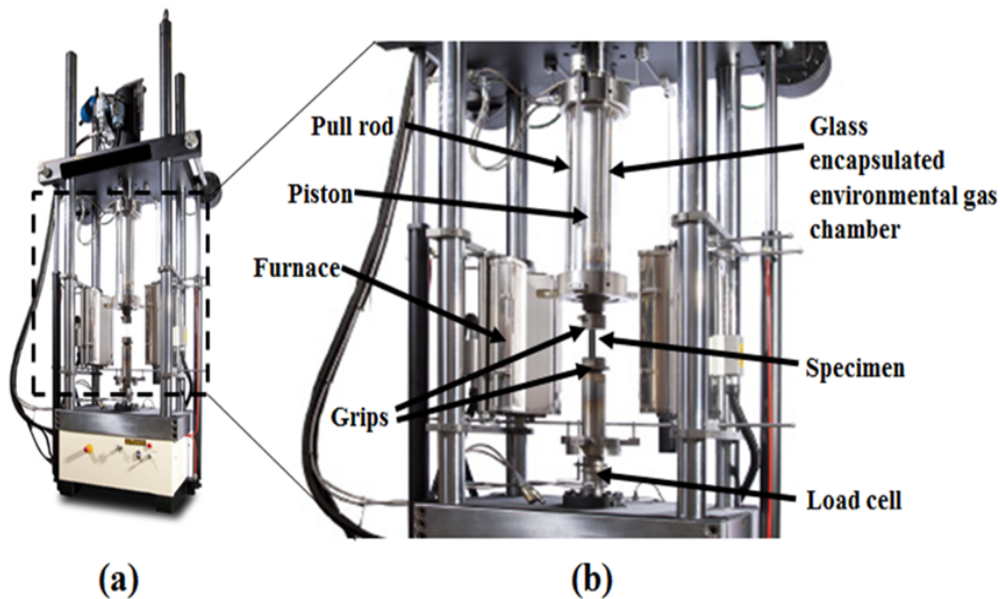 Pull rod
Piston
Furnace
Grips
Glass
encapsulated
environmental gas
chamber
Specimen
Load cell
(a)
(b)